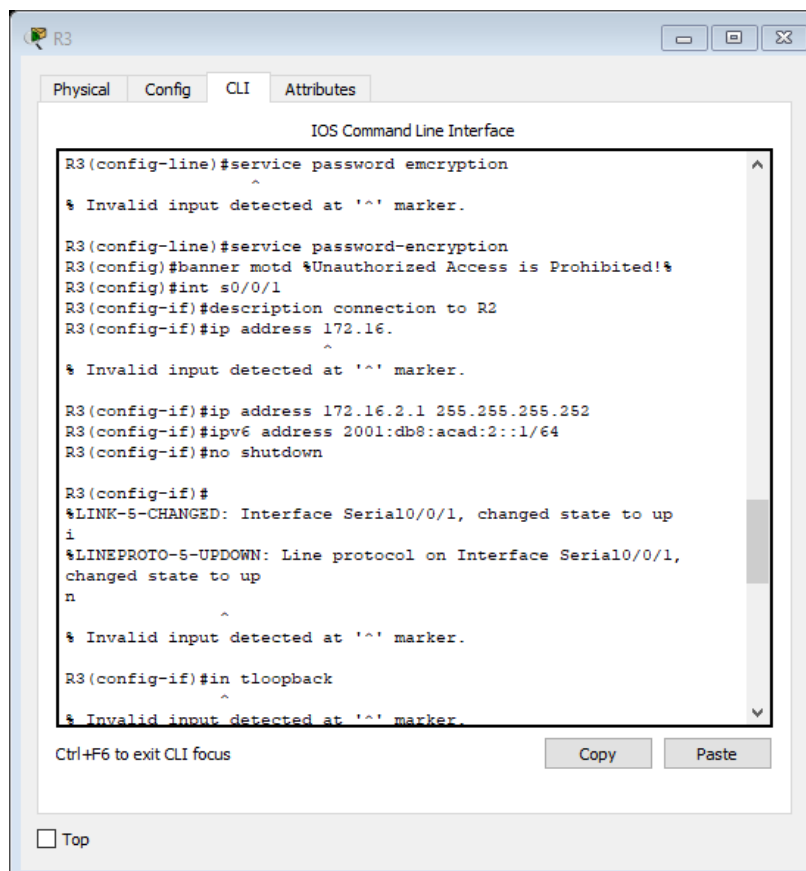 R3
Physical Config CLI Attributes
IOS Command Line Interface
R3(config-line)#service password emcryption
^
% Invalid input detected at '^' marker.
R3(config-line)#service password-encryption
R3(config)#banner motd %Unauthorized Access is Prohibited!%
R3(config)#int s0/0/1
R3(config-if)#description connection to R2
R3(config-if)#ip address 172.16.
^
% Invalid input detected at '^' marker.
R3(config-if)#ip address 172.16.2.1 255.255.255.252
R3(config-if)#ipv6 address 2001:db8:acad:2::1/64
R3(config-if)#no shutdown
R3(config-if)#
%LINK-5-CHANGED: Interface Serial0/0/1, changed state to up
i
%LINEPROTO-5-UPDOWN: Line protocol on Interface Serial0/0/1,
changed state to up
n
^
% Invalid input detected at '^' marker.
R3(config-if)#in tloopback
^
% Invalid input detected at '^' marker.
Ctrl+F6 to exit CLI focus
Copy
Paste
Top